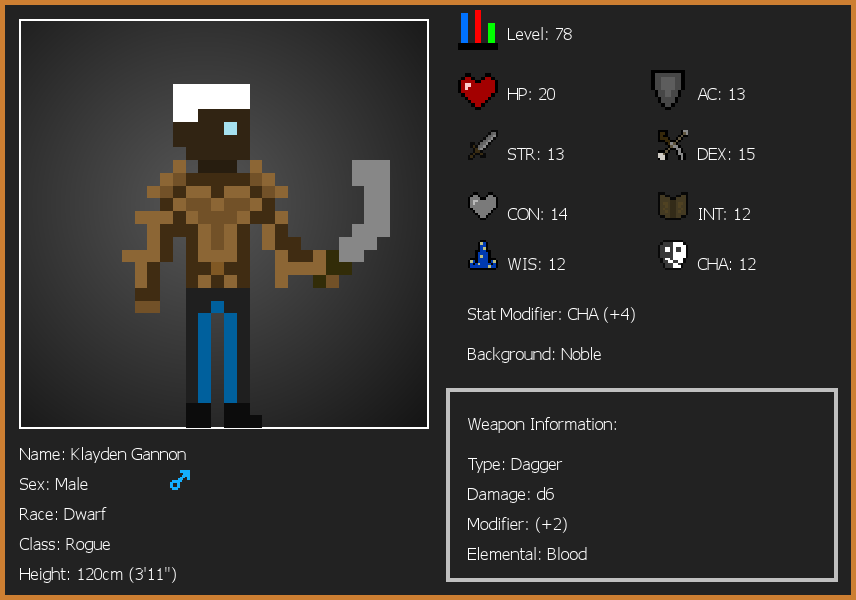 Level: 78
HP: 20
AC: 13
STR: 13
DEX: 15
CON: 14
INT: 12
WIS: 12
CHA: 12
Stat Modifier: CHA (+4)
Background: Noble
Weapon Information:
Type: Dagger
Damage: d6
Modifier: (+2)
Elemental: Blood
Name: Klayden Gannon
Sex: Male
Race: Dwarf
Class: Rogue
Height: 120cm (3'11")